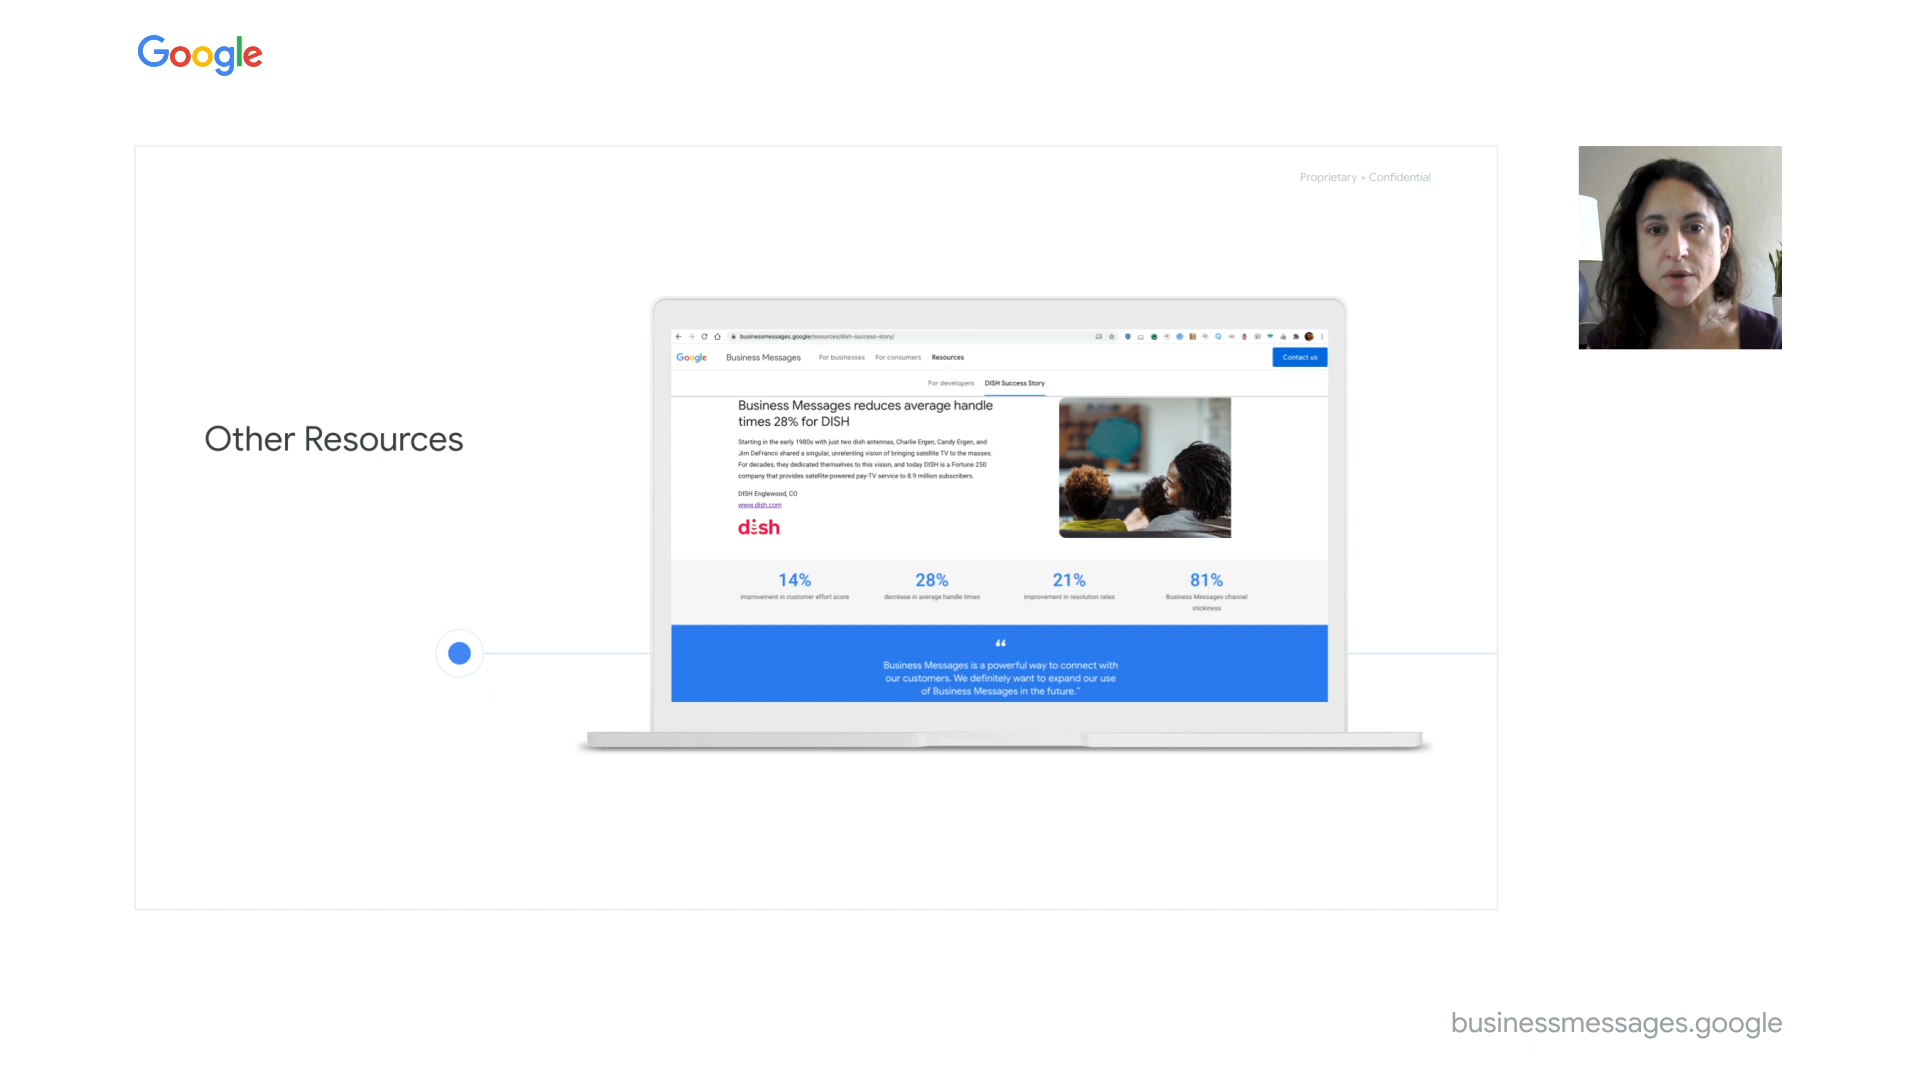 Google
Proprietary + Confidential
Other Resources
businessmessages.google/resources/dish-success-story/
Google
Business Messages
For businesses
For consumers
Resources
Contact us
For developers
DISH Success Story
Business Messages reduces average handle
times 28% for DISH
Starting in the early 1980s with just two dish antennas, Charlie Ergen, Candy Ergen, and
Jim DeFranco shared a singular, unrelenting vision of bringing satellite TV to the masses.
For decades, they dedicated themselves to this vision, and today DISH is a Fortune 250
company that provides satellite-powered pay-TV service to 8.9 million subscribers.
DISH Englewood, CO
www.dish.com
dish
14%
improvement in customer effort score
28%
decrease in average handle times
21%
improvement in resolution rates
81%
Business Messages channel
stickiness
“
Business Messages is a powerful way to connect with
our customers. We definitely want to expand our use
of Business Messages in the future.”
businessmessages.google